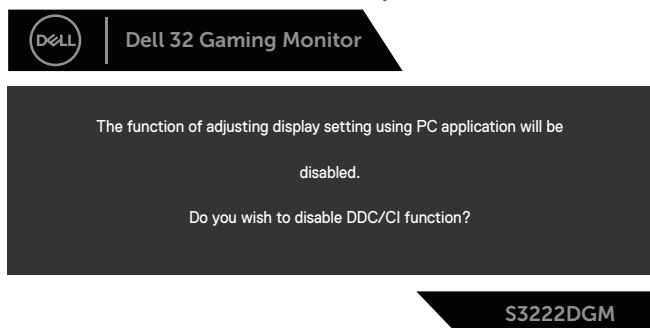 DELL
Dell 32 Gaming Monitor
The function of adjusting display setting using PC application will be
disabled.
Do you wish to disable DDC/CI function?
S3222DGM